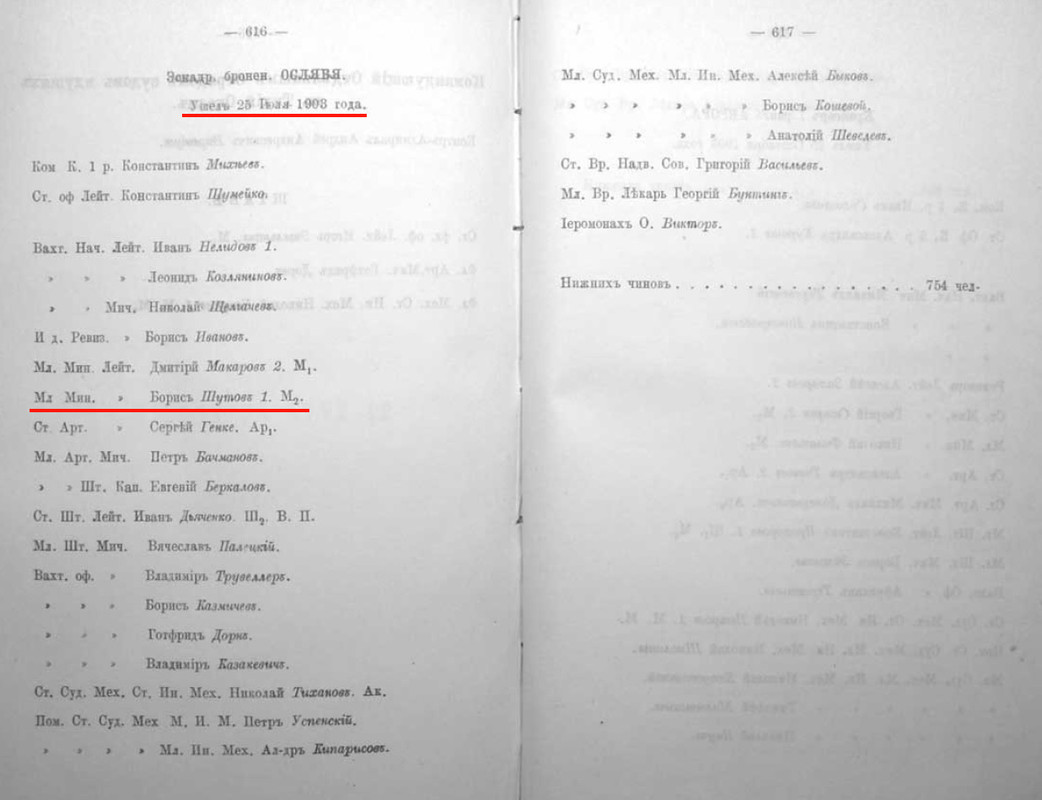 — 616 —
Эскадр. бронен. ОСЛЯБЯ.
Ушелъ 25 Іюля 1903 года.
Ком К. 1 р. Константинъ Михѣевъ.
Ст. оф Лейт. Константинъ Шумейко.
Вахт. Нач. Лейт. Иванъ Нелидовъ 1.
» » » Леонидъ Козляниновъ.
» » Мич. Николай Щелчачевъ.
И д. Ревиз. » Борисъ Ивановъ.
Мл. Мин. Лейт. Дмитрій Макаровъ 2. М₁.
Мл Мин. » Борисъ Шутовъ 1. М₂.
Ст Арт. » Сергѣй Генке. Ар₁.
Мл. Арт. Мич. Петръ Бачмановъ.
» » Шт. Кап. Евгеній Беркаловъ.
Ст. Шт. Лейт. Иванъ Дьяченко. Ш₂. В. П.
Мл. Шт. Мич. Вячеславъ Палецкій.
Вахт. оф. » Владиміръ Трувеллеръ.
» » » Борисъ Казмичевъ.
» » » Готфридъ Дорнъ.
» » » Владиміръ Казакевичъ.
Ст. Суд. Мех. Ст. Ин. Мех. Николай Тихановъ. Ак.
Пом. Ст. Суд. Мех М. И. М. Петръ Успенскій.
» » » » Мл. Ин. Мех. Ал-дръ Кипарисовъ.
— 617 —
Мл. Суд. Мех. Мл. Ин. Мех. Алексѣй Быковъ.
» » » » » » Борисъ Кошевой.
» » » » » » Анатолій Шевелевъ.
Ст. Вр. Надв. Сов. Григорій Васильевъ.
Мл. Вр. Лѣкарь Георгій Бунтингъ.
Іеромонахъ О. Викторъ.
Нижнихъ чиновъ . . . . . . . . . . . . . . . . . 754 чел-